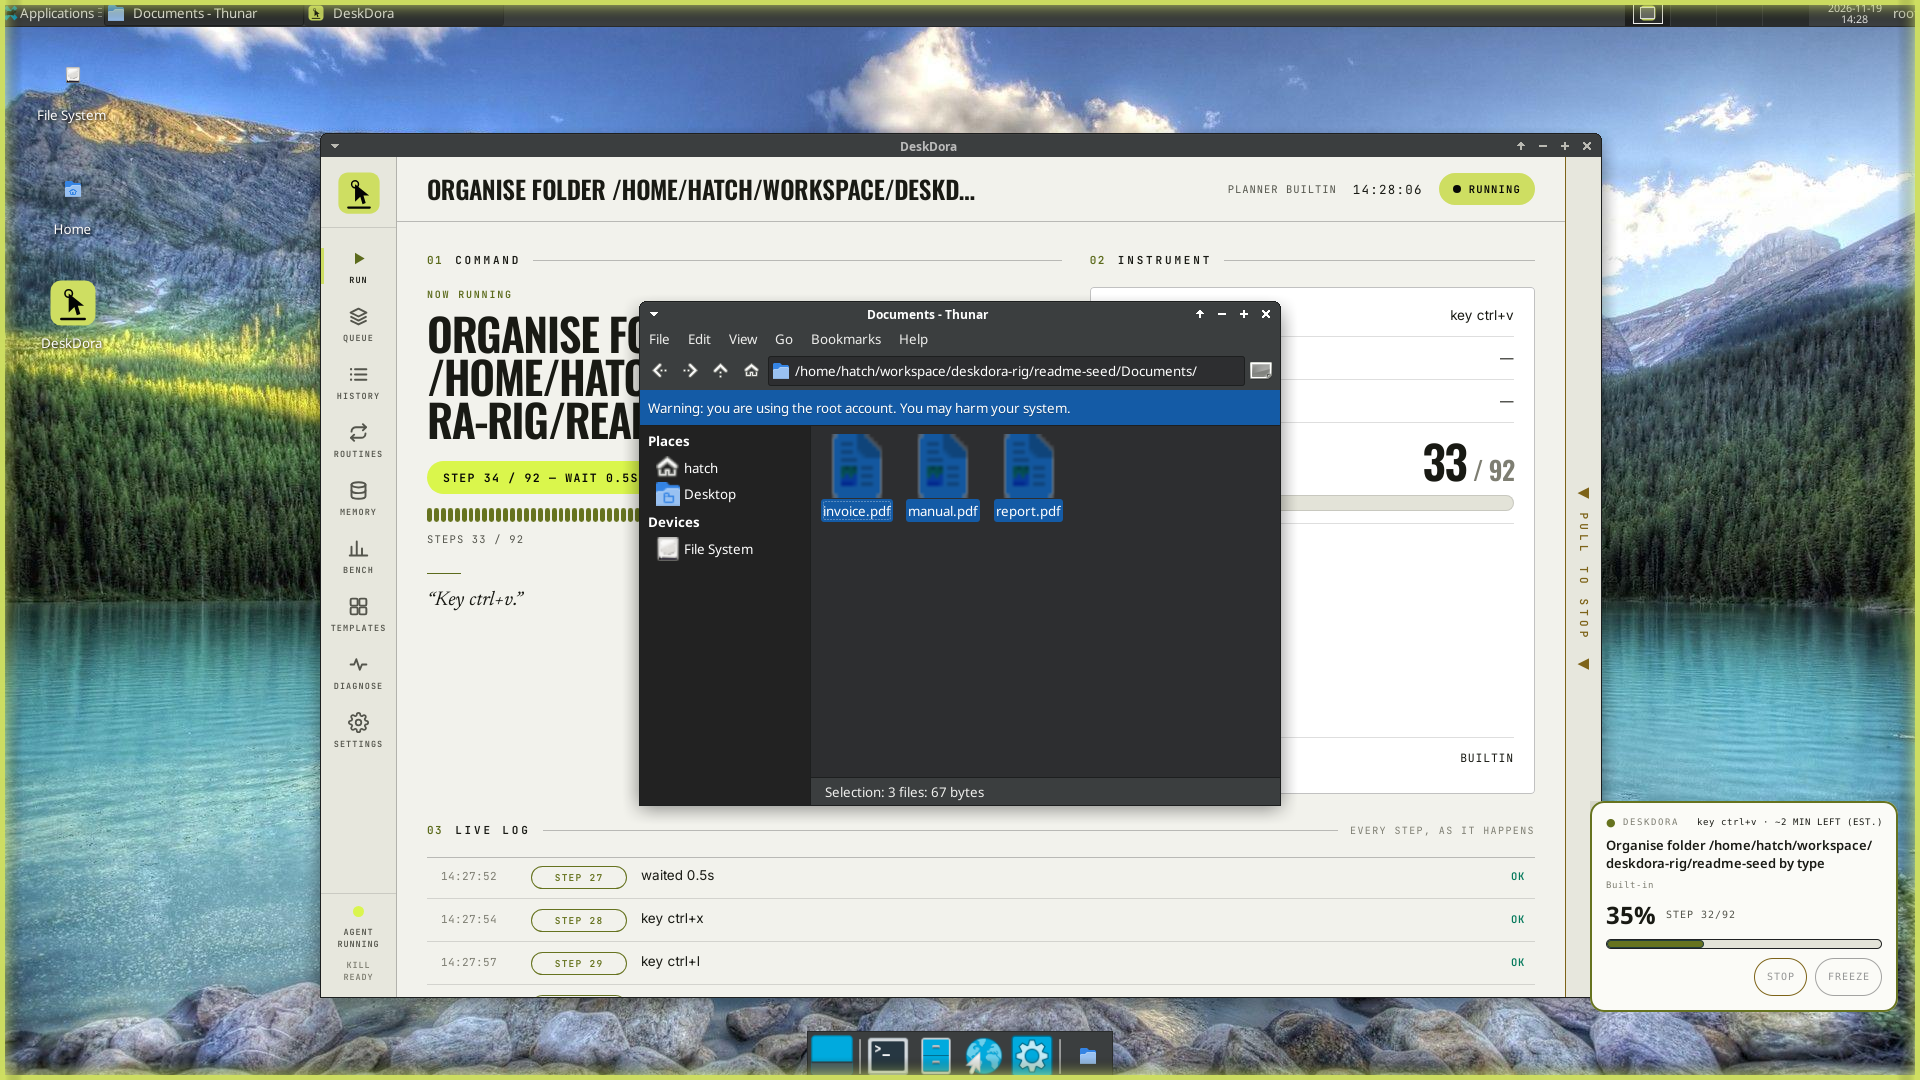 Applications
Documents - Thunar
DeskDora
2026-11-19
14:28
roo
File System
Home
DeskDora
DeskDora
ORGANISE FOLDER /HOME/HATCH/WORKSPACE/DESKD...
PLANNER BUILTIN
14:28:06
RUNNING
RUN
QUEUE
HISTORY
ROUTINES
MEMORY
BENCH
TEMPLATES
DIAGNOSE
SETTINGS
AGENT
RUNNING
KILL
READY
01 COMMAND
NOW RUNNING
ORGANISE FO
/HOME/HATC
RA-RIG/REA
STEP 34 / 92 — WAIT 0.5S
STEPS 33 / 92
“Key ctrl+v.”
02 INSTRUMENT
key ctrl+v
—
—
33 / 92
BUILTIN
Documents - Thunar
File Edit View Go Bookmarks Help
/home/hatch/workspace/deskdora-rig/readme-seed/Documents/
Warning: you are using the root account. You may harm your system.
Places
hatch
Desktop
Devices
File System
invoice.pdf
manual.pdf
report.pdf
Selection: 3 files: 67 bytes
03 LIVE LOG
EVERY STEP, AS IT HAPPENS
14:27:52 STEP 27 waited 0.5s OK
14:27:54 STEP 28 key ctrl+x OK
14:27:57 STEP 29 key ctrl+l OK
PULL TO STOP
DESKDORA key ctrl+v · ~2 MIN LEFT (EST.)
Organise folder /home/hatch/workspace/
deskdora-rig/readme-seed by type
Built-in
35% STEP 32/92
STOP
FREEZE